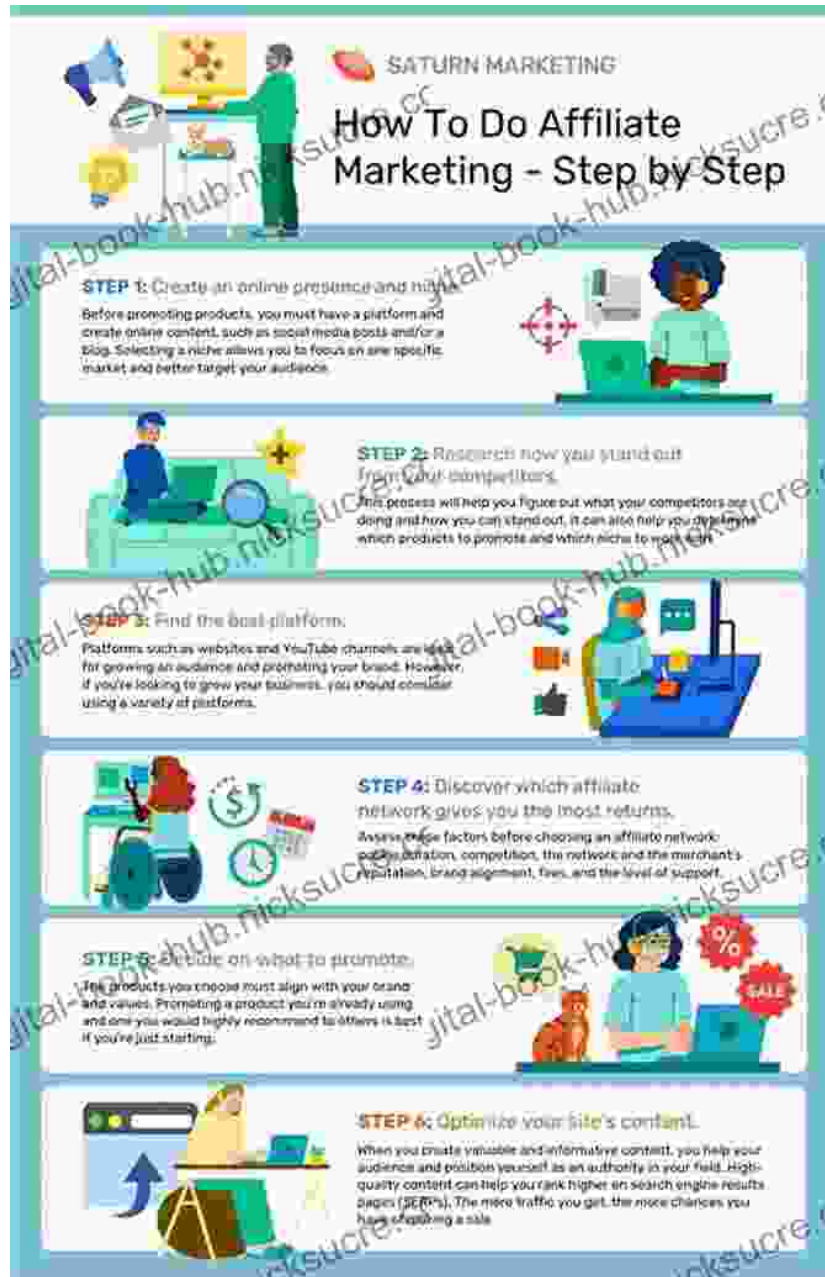 SATURN MARKETING
How To Do Affiliate
Marketing - Step by Step
STEP 1: Create an online presence and niche.
Before promoting products, you must have a platform and
create online content, such as social media posts and/or a
blog. Selecting a niche allows you to focus on one specific
market and better target your audience.
STEP 2: Research how you stand out
from your competitors.
This process will help you figure out what your competitors are
doing and how you can stand out. It can also help you determine
which products to promote and which niche to work with.
STEP 3: Find the best platform.
Platforms such as websites and YouTube channels are ideal
for growing an audience and promoting your brand. However,
if you're looking to grow your business, you should consider
using a variety of platforms.
STEP 4: Discover which affiliate
network gives you the most returns.
Assess these factors before choosing an affiliate network:
duration, competition, the network and the merchant's
reputation, brand alignment, fees, and the level of support.
STEP 5: Decide on what to promote.
The products you choose must align with your brand
and values. Promoting a product you're already using
and one you would highly recommend to others is best
if you're just starting.
%
SALE
STEP 6: Optimize your site's content.
When you create valuable and informative content, you help your
audience and position yourself as an authority in your field. High-
quality content can help you rank higher on search engine results
pages (SERPs). The more traffic you get, the more chances you
have of making a sale.
jital-book-hub.nicksucre.cr